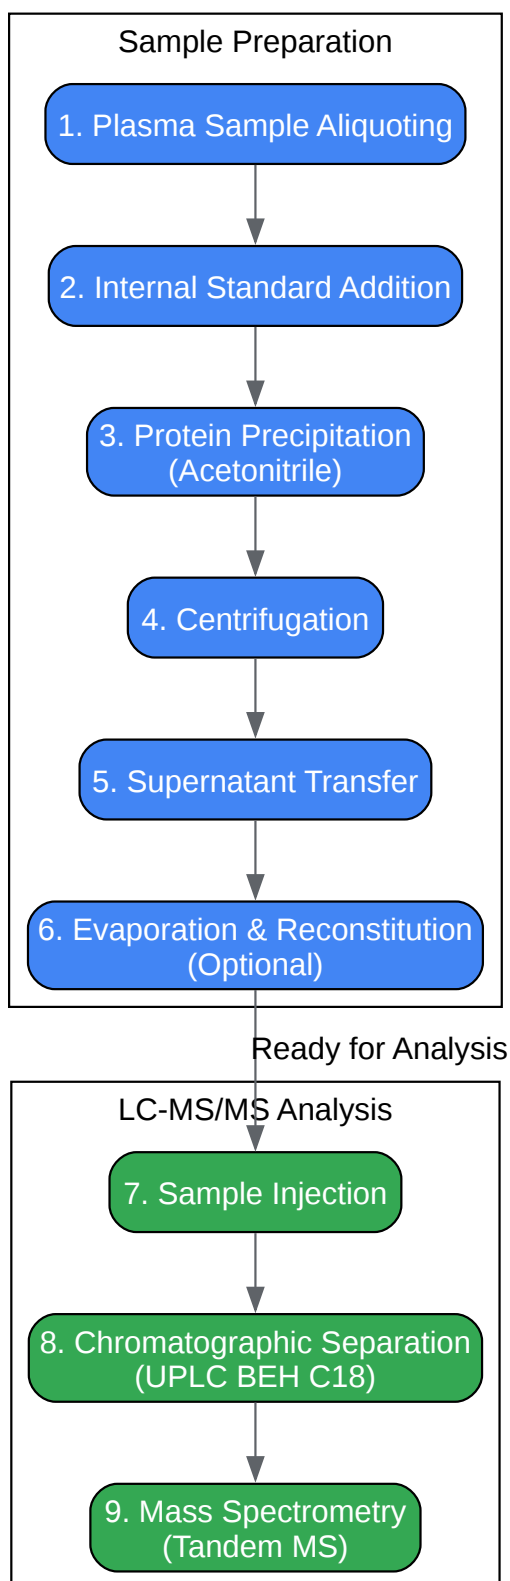 Sample Preparation
1. Plasma Sample Aliquoting
2. Internal Standard Addition
3. Protein Precipitation
(Acetonitrile)
4. Centrifugation
5. Supernatant Transfer
6. Evaporation & Reconstitution
(Optional)
Ready for Analysis
LC-MS/MS Analysis
7. Sample Injection
8. Chromatographic Separation
(UPLC BEH C18)
9. Mass Spectrometry
(Tandem MS)